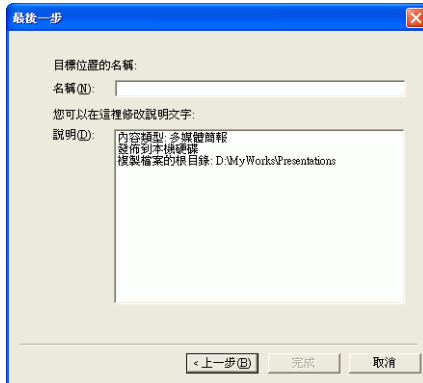 最後一步
目標位置的名稱:
名稱(N):
您可以在這裡修改說明文字:
說明(D):
內容類型: 多媒體簡報
發佈到本機硬碟
複製檔案的根目錄: D:\MyWorks\Presentations
<上一步(B)
完成
取消